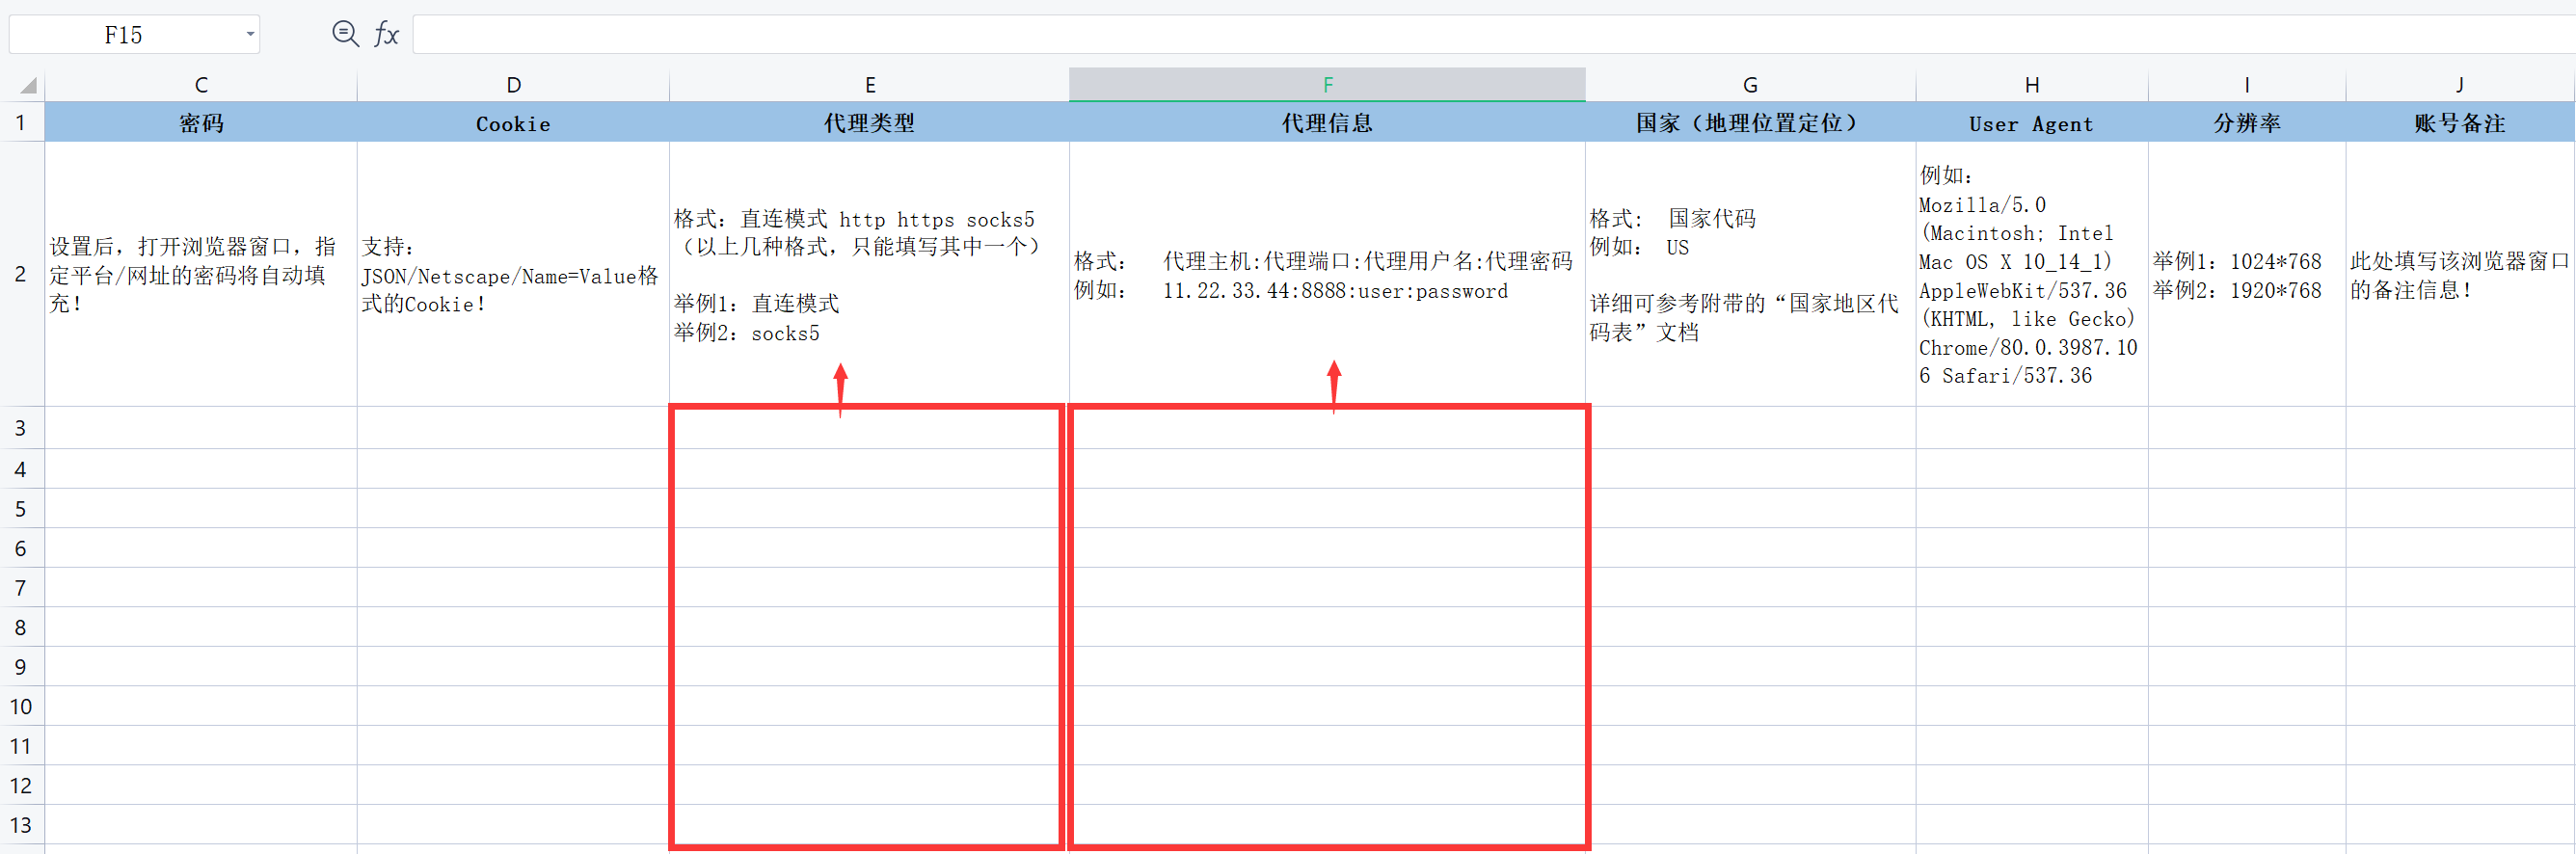 F15
fx
C D E F G H I J
1 密码 Cookie 代理类型 代理信息 国家（地理位置定位） User Agent 分辨率 账号备注
2
设置后，打开浏览器窗口，指
定平台/网址的密码将自动填
充！
支持：
JSON/Netscape/Name=Value格
式的Cookie！
格式：直连模式 http https socks5
（以上几种格式，只能填写其中一个）
举例1：直连模式
举例2：socks5
格式： 代理主机:代理端口:代理用户名:代理密码
例如： 11.22.33.44:8888:user:password
格式: 国家代码
例如： US
详细可参考附带的“国家地区代
码表”文档
例如：
Mozilla/5.0
(Macintosh; Intel
Mac OS X 10_14_1)
AppleWebKit/537.36
(KHTML, like Gecko)
Chrome/80.0.3987.10
6 Safari/537.36
举例1：1024*768
举例2：1920*768
此处填写该浏览器窗口
的备注信息！
3
4
5
6
7
8
9
10
11
12
13